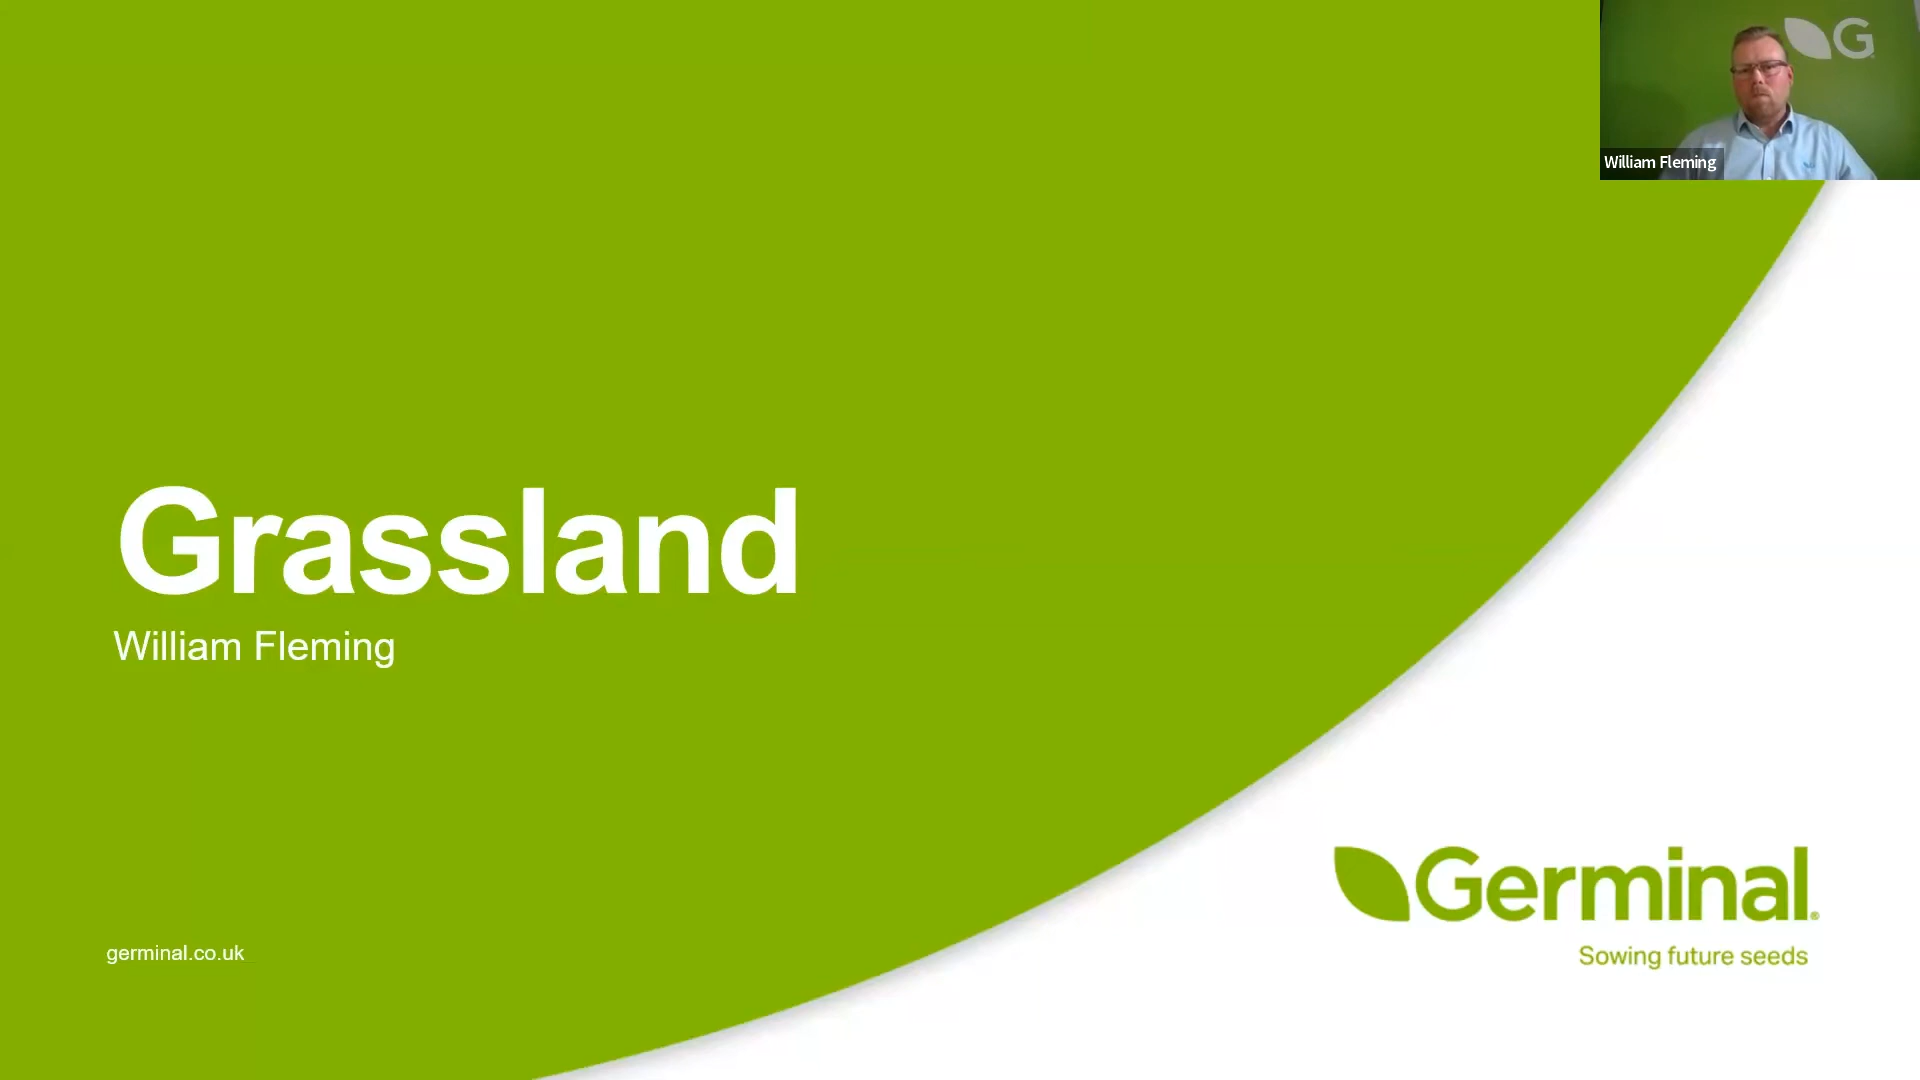 G
William Fleming
Grassland
William Fleming
germinal.co.uk
Germinal®
Sowing future seeds